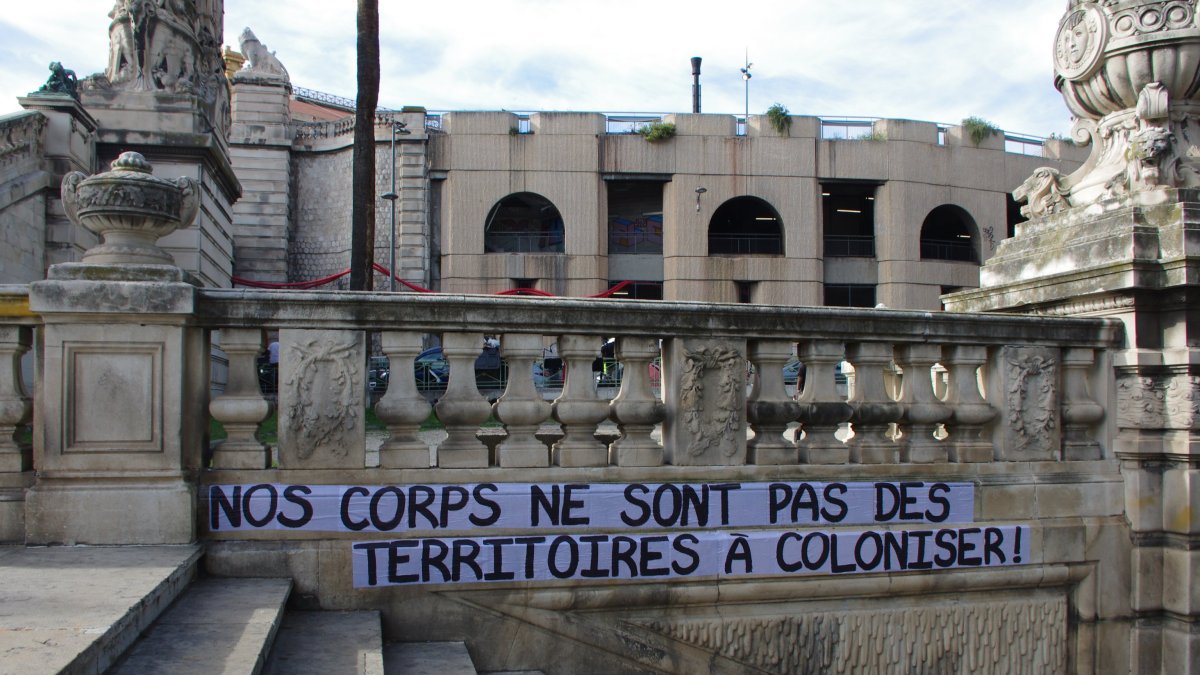 NOS CORPS NE SONT PAS DES
TERRITOIRES À COLONISER!